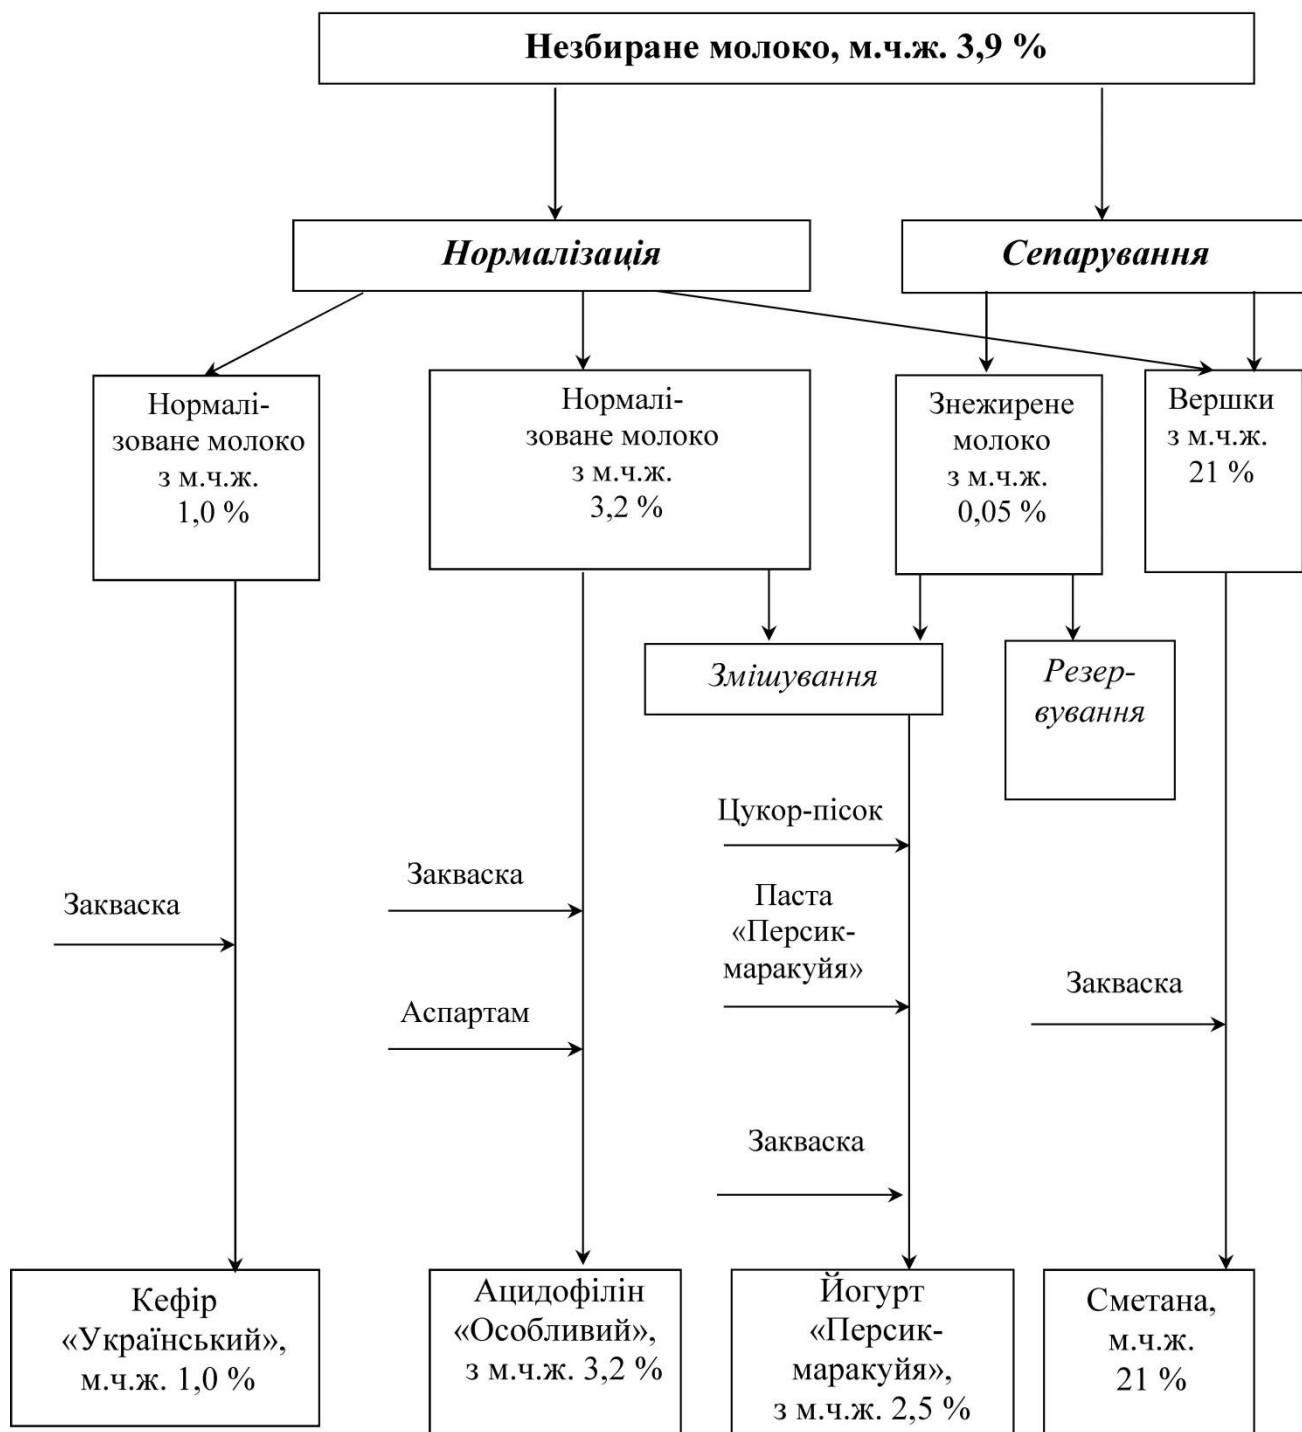 Незбиране молоко, м.ч.ж. 3,9 %
Нормалізація
Сепарування
Нормалі-
зоване молоко
з м.ч.ж.
1,0 %
Нормалі-
зоване молоко
з м.ч.ж.
3,2 %
Знежирене
молоко
з м.ч.ж.
0,05 %
Вершки
з м.ч.ж.
21 %
Змішування
Резер-
вування
Цукор-пісок
Закваска
Закваска
Паста
«Персик-
маракуйя»
Аспартам
Закваска
Закваска
Кефір
«Український»,
м.ч.ж. 1,0 %
Ацидофілін
«Особливий»,
з м.ч.ж. 3,2 %
Йогурт
«Персик-
маракуйя»,
з м.ч.ж. 2,5 %
Сметана,
м.ч.ж.
21 %